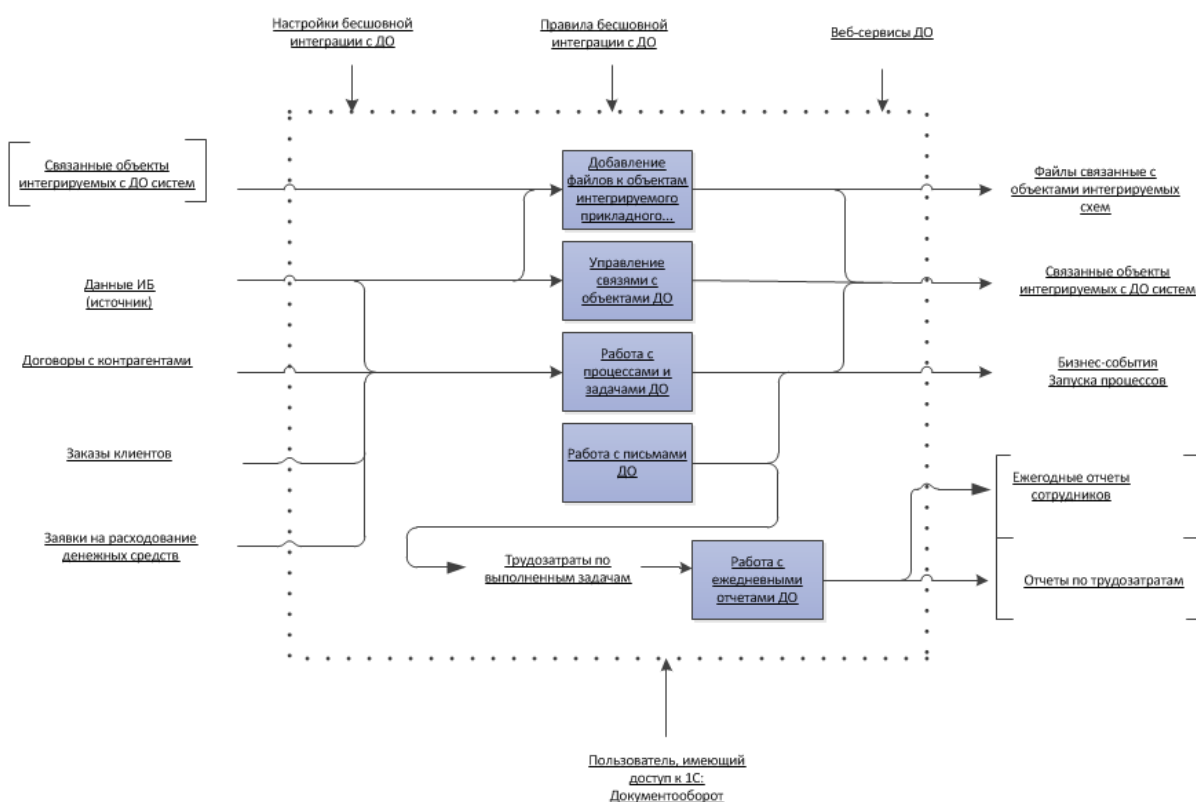 Настройки бесшовной
интеграции с ДО
Правила бесшовной
интеграции с ДО
Веб-сервисы ДО
Связанные объекты
интегрируемых с ДО систем
Добавление
файлов к объектам
интегрируемого
прикладного...
Файлы связанные с
объектами интегрируемых
схем
Данные ИБ
(источник)
Управление
связями с
объектами ДО
Связанные объекты
интегрируемых с ДО систем
Договоры с контрагентами
Работа с
процессами и
задачами ДО
Бизнес-события
Запуска процессов
Заказы клиентов
Работа с письмами
ДО
Ежегодные отчеты
сотрудников
Заявки на расходование
денежных средств
Трудозатраты по
выполненным задачам
Работа с
ежедневными
отчетами ДО
Отчеты по трудозатратам
Пользователь, имеющий
доступ к 1С:
Документооборот